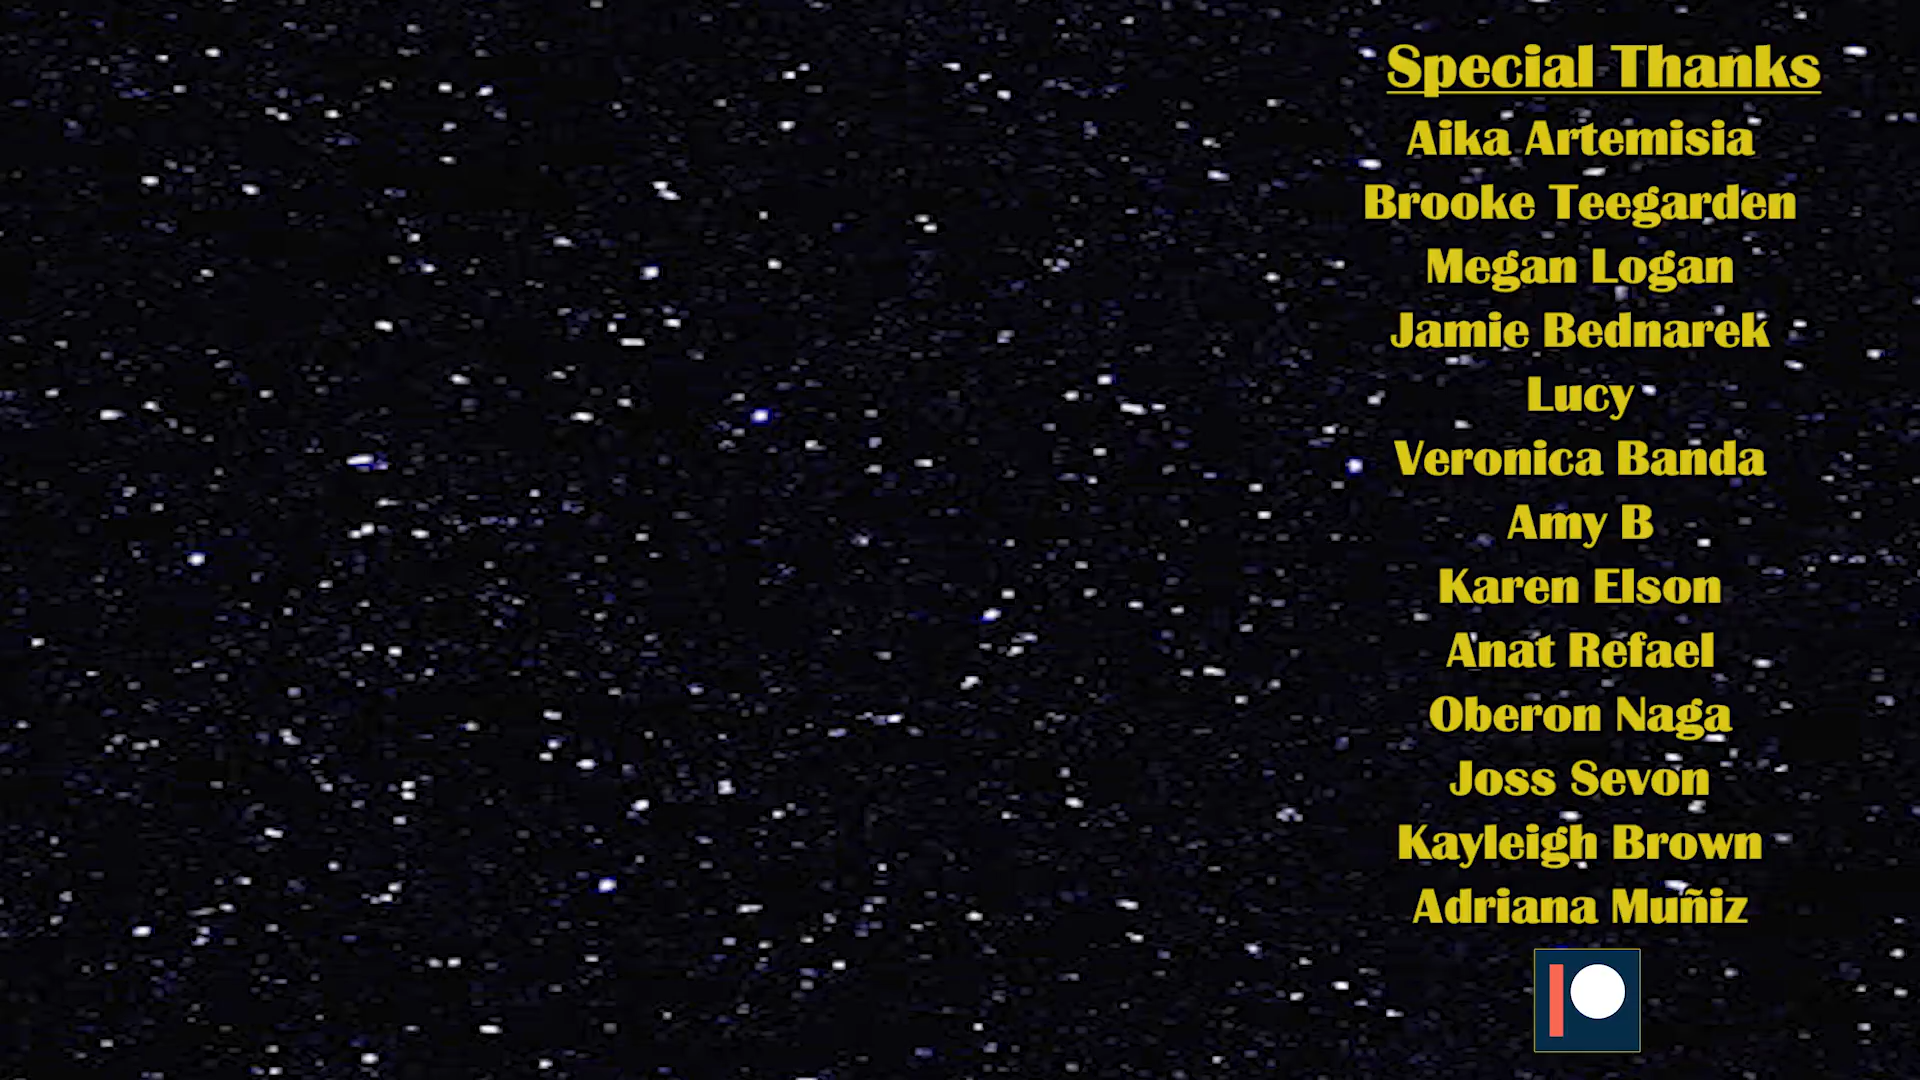 Special Thanks
Aika Artemisia
Brooke Teegarden
Megan Logan
Jamie Bednarek
Lucy
Veronica Banda
Amy B
Karen Elson
Anat Refael
Oberon Naga
Joss Sevon
Kayleigh Brown
Adriana Muñiz